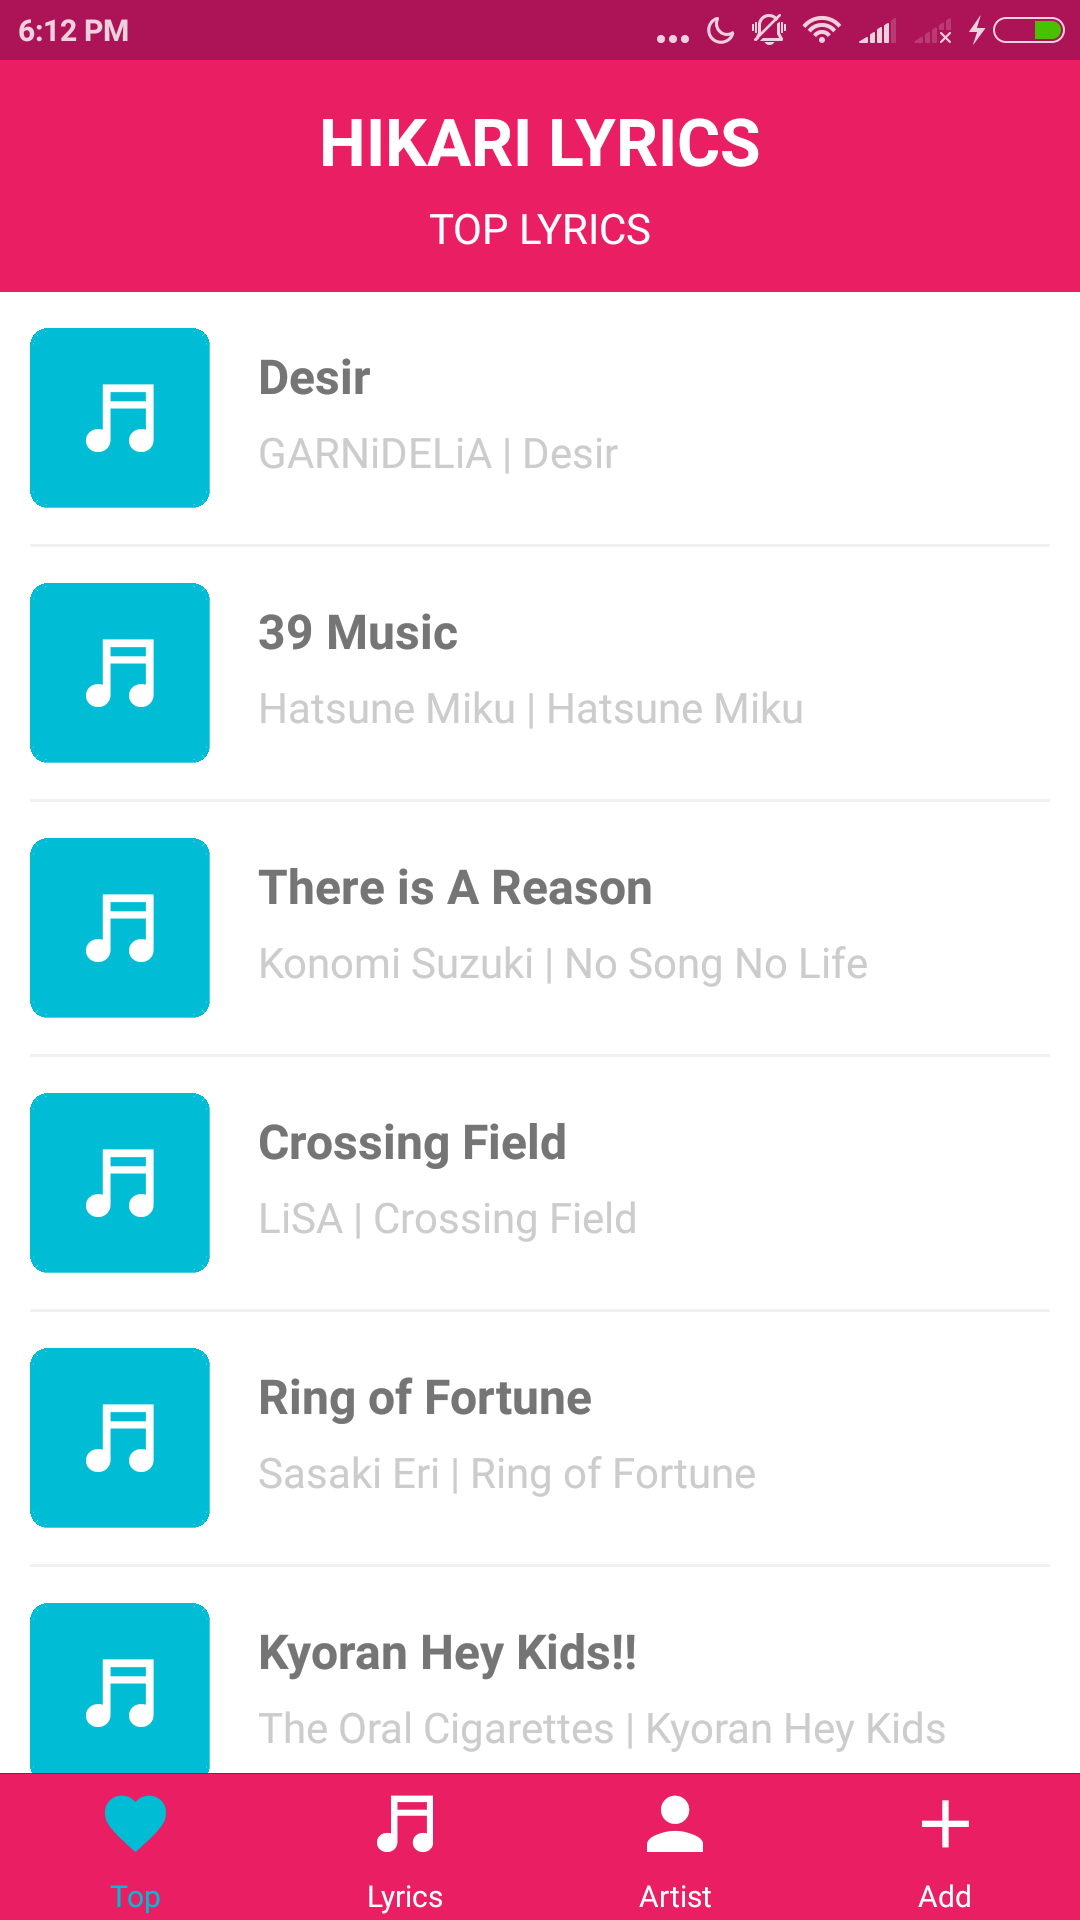 6:12 PM
HIKARI LYRICS
TOP LYRICS
Desir
GARNiDELiA | Desir
39 Music
Hatsune Miku | Hatsune Miku
There is A Reason
Konomi Suzuki | No Song No Life
Crossing Field
LiSA | Crossing Field
Ring of Fortune
Sasaki Eri | Ring of Fortune
Kyoran Hey Kids!!
The Oral Cigarettes | Kyoran Hey Kids
Top
Lyrics
Artist
Add